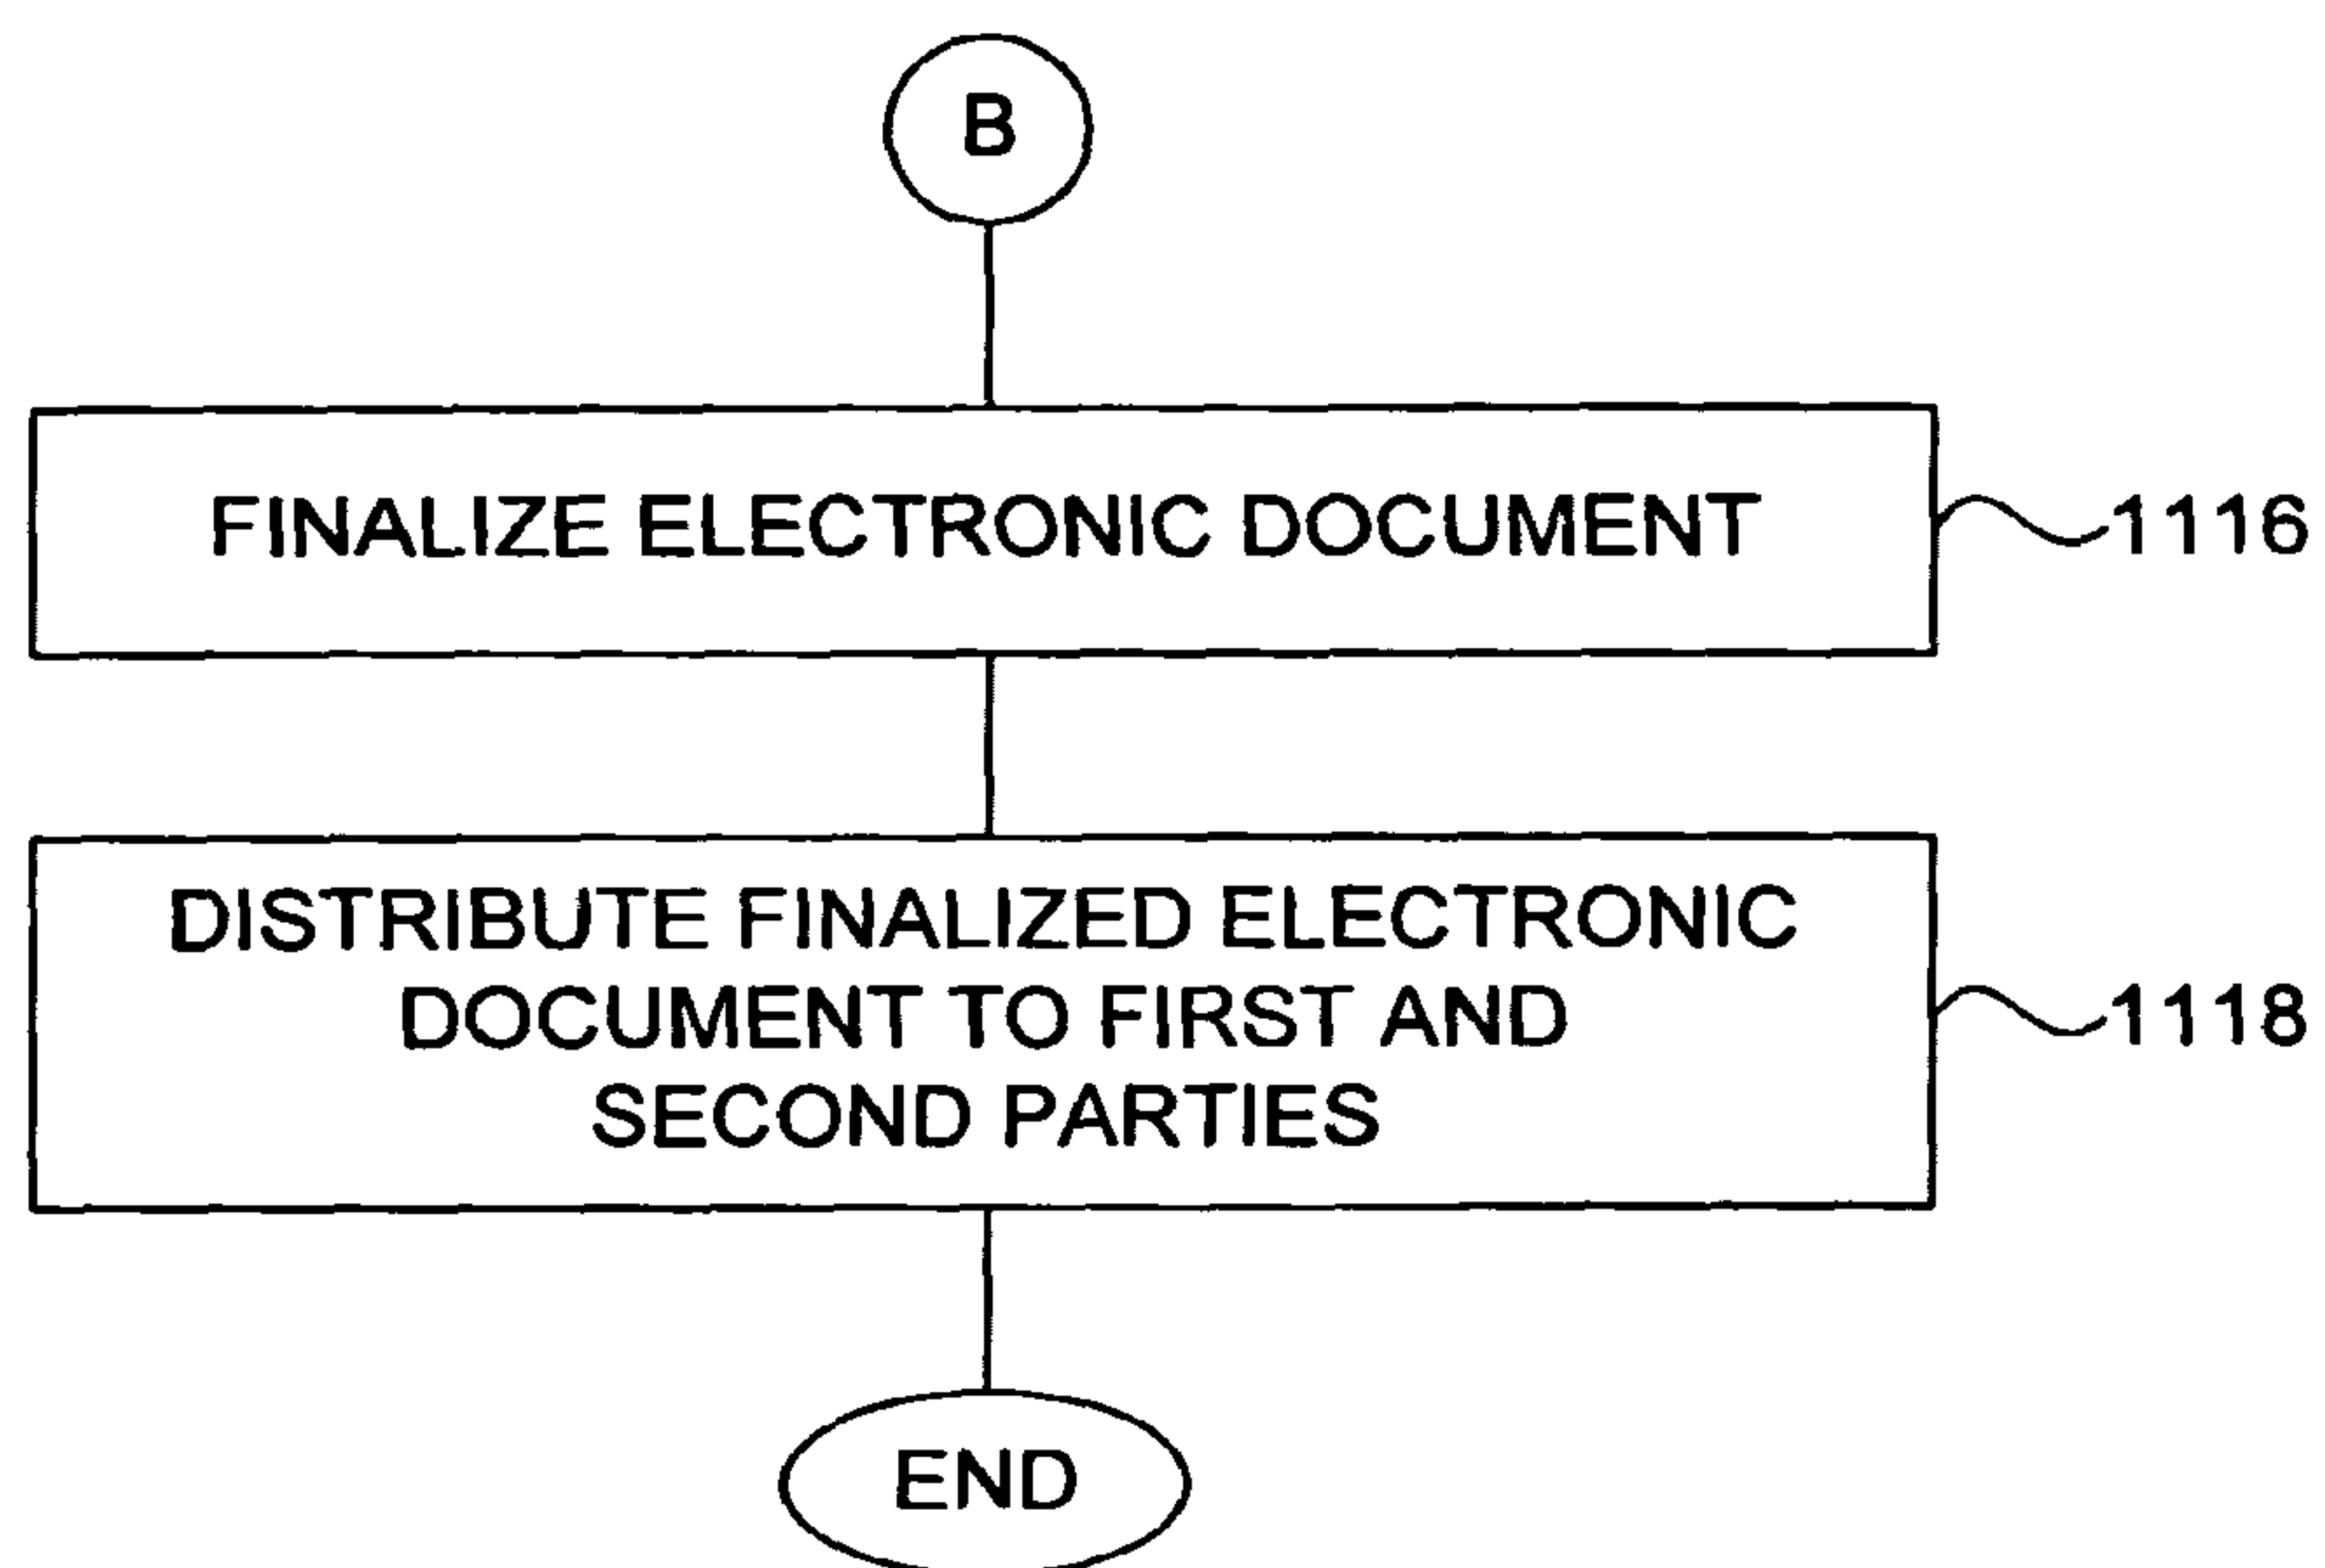 B
FINALIZE ELECTRONIC DOCUMENT
1116
DISTRIBUTE FINALIZED ELECTRONIC
DOCUMENT TO FIRST AND
SECOND PARTIES
1118
END